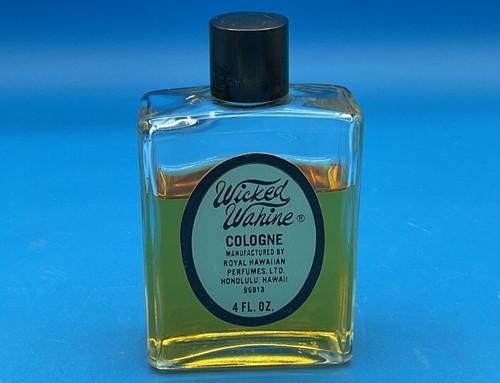 Wicked
Wahine ®
COLOGNE
MANUFACTURED BY
ROYAL HAWAIIAN
PERFUMES, LTD.
HONOLULU, HAWAII
96813
4 FL. OZ.